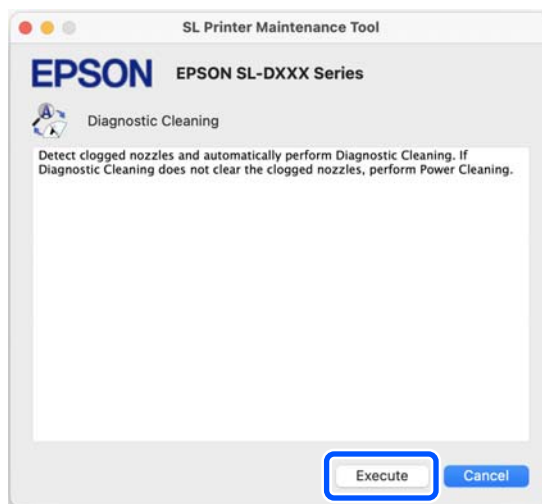 SL Printer Maintenance Tool
EPSON EPSON SL-DXXX Series
A
Diagnostic Cleaning
Detect clogged nozzles and automatically perform Diagnostic Cleaning. If
Diagnostic Cleaning does not clear the clogged nozzles, perform Power Cleaning.
Execute Cancel